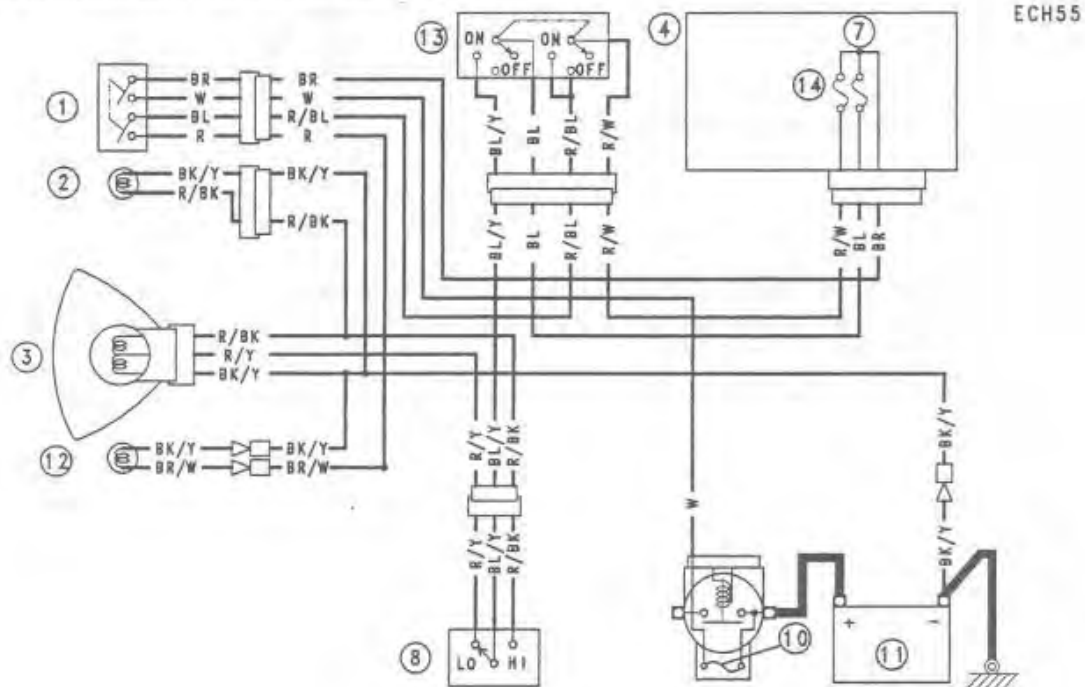 ECH55
13 ON ON 4 7
OFF OFF 14
1 BR BR
W W
BL R/BL
R R
BL/Y BL R/BL R/W
2 BK/Y BK/Y
R/BK
R/BK
BL/Y BL R/BL R/W R/W BL BR
3 R/BK
R/Y
BK/Y
12 BK/Y BK/Y
BR/W BR/W
R/Y BL/Y R/BK
BK/Y
W
R/Y BL/Y R/BK
BK/Y
8 LO HI
10
+ −
11